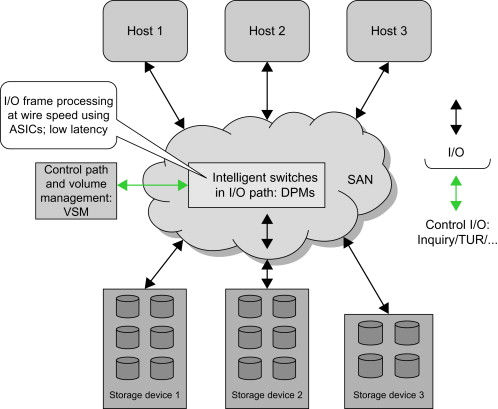 Host 1
Host 2
Host 3
I/O frame processing
at wire speed using
ASICs; low latency
I/O
Control path
and volume
management:
VSM
Intelligent switches
in I/O path: DPMs
SAN
Control I/O:
Inquiry/TUR/...
Storage device 1
Storage device 2
Storage device 3